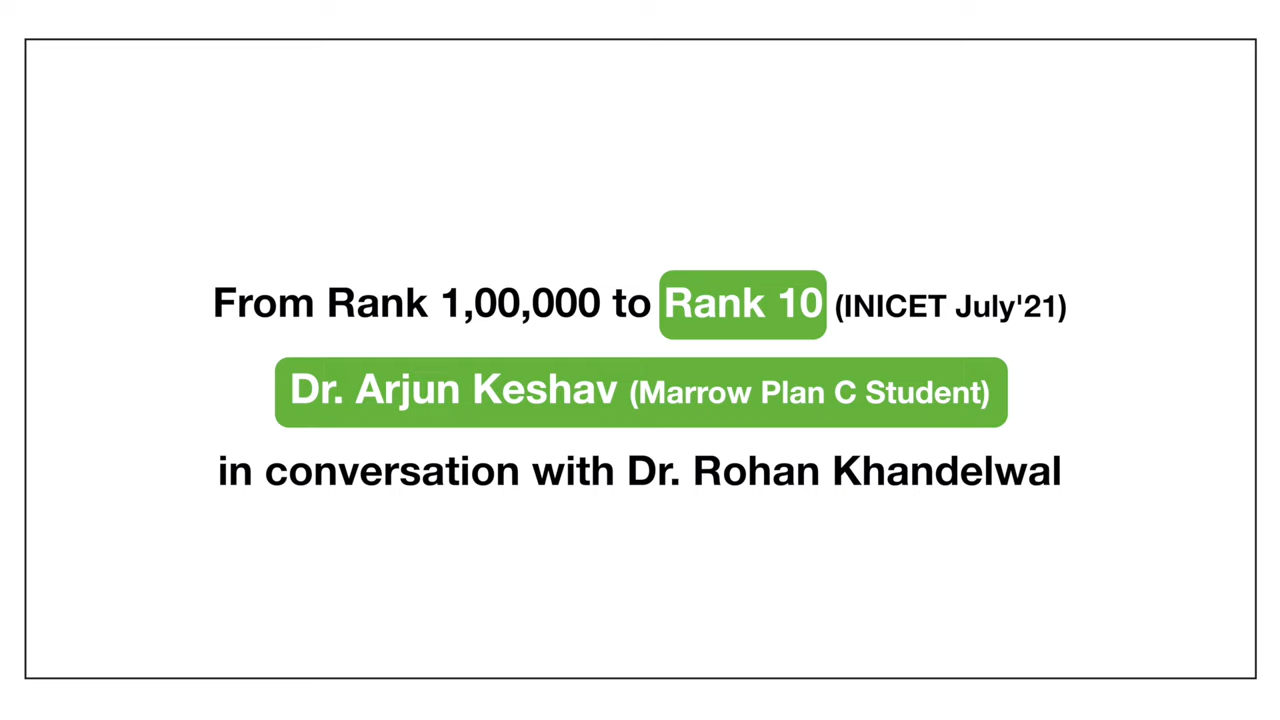 From Rank 1,00,000 to Rank 10 (INICET July'21)
Dr. Arjun Keshav (Marrow Plan C Student)
in conversation with Dr. Rohan Khandelwal